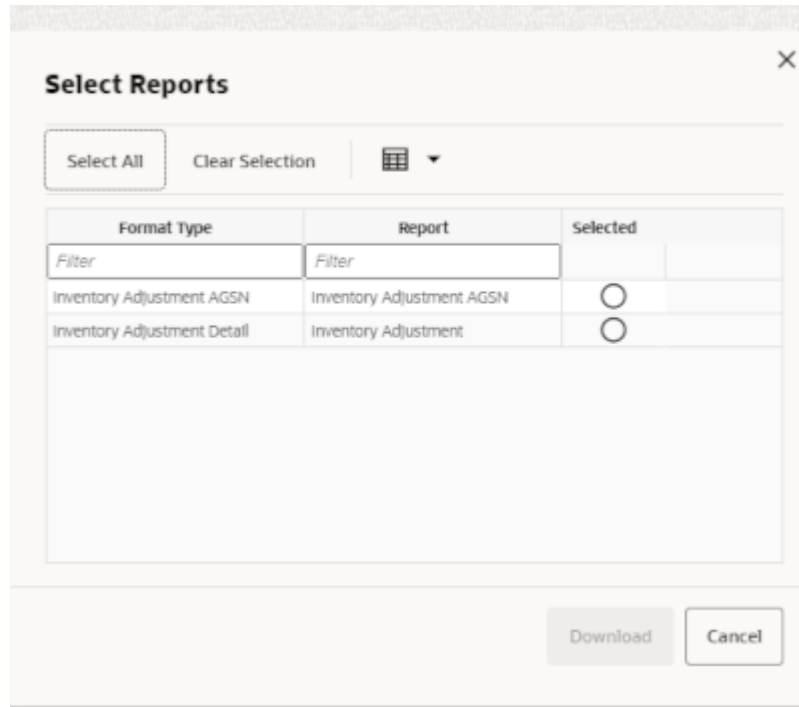 Select Reports
Select All Clear Selection
Format Type Report Selected
Filter Filter
Inventory Adjustment AGSN Inventory Adjustment AGSN
Inventory Adjustment Detail Inventory Adjustment
Download Cancel